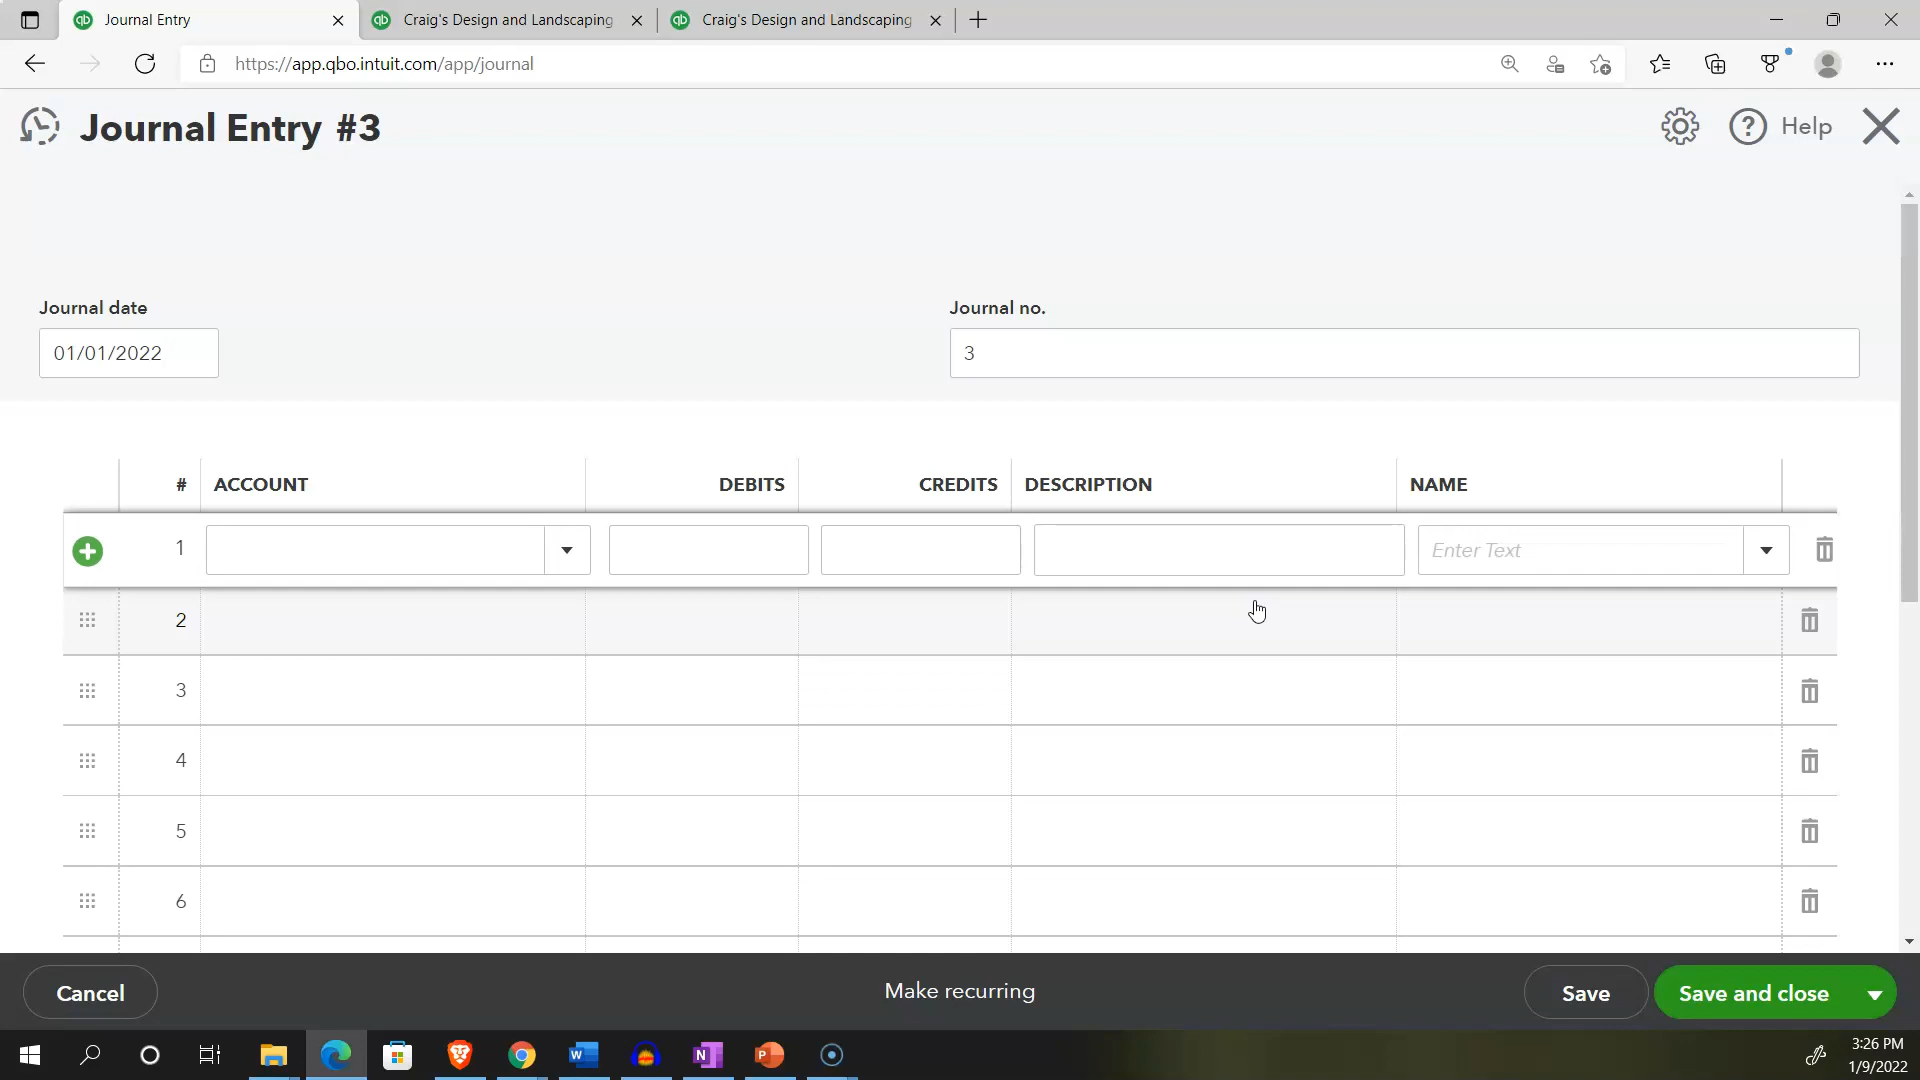 Journal Entry
Craig's Design and Landscaping
Craig's Design and Landscaping
https://app.qbo.intuit.com/app/journal
Journal Entry #3
Help
Journal date
Journal no.
01/01/2022
3
# ACCOUNT DEBITS CREDITS DESCRIPTION NAME
1 Enter Text
2
3
4
5
6
Cancel
Make recurring
Save
Save and close
3:26 PM
1/9/2022